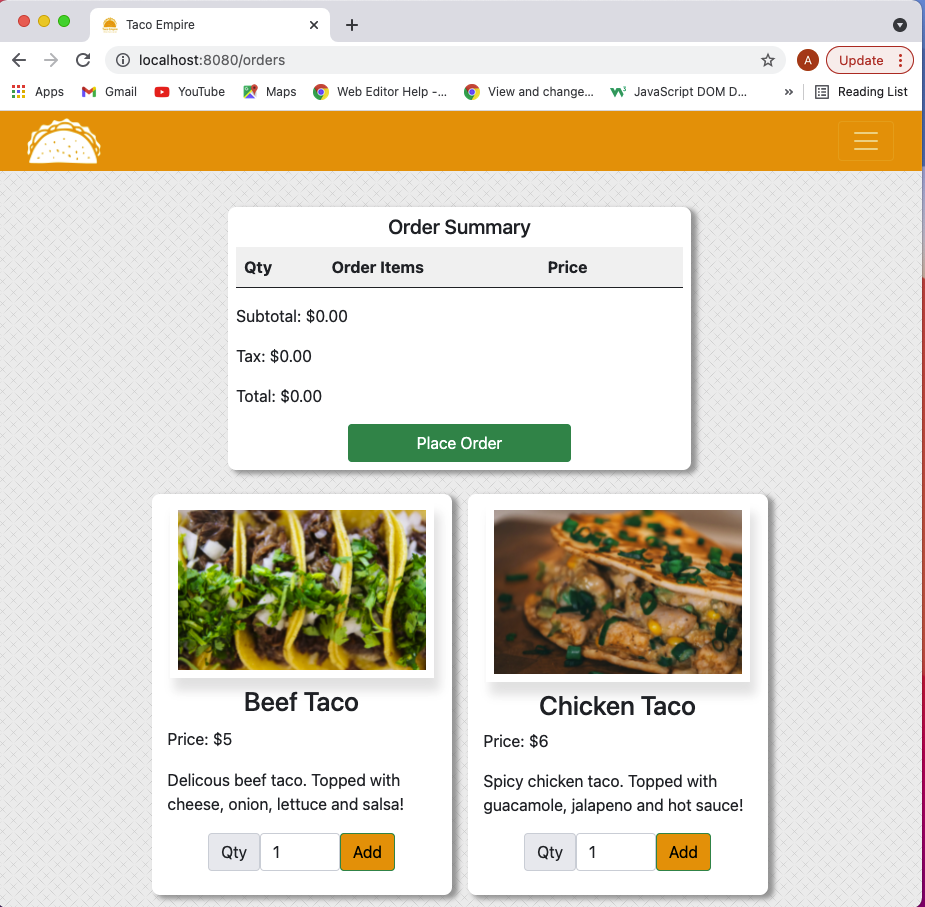 Taco Empire
localhost:8080/orders
A
Update
Apps
Gmail
YouTube
Maps
Web Editor Help -...
View and change...
JavaScript DOM D...
»
Reading List
Order Summary
Qty Order Items Price
Subtotal: $0.00
Tax: $0.00
Total: $0.00
Place Order
Beef Taco
Price: $5
Delicous beef taco. Topped with
cheese, onion, lettuce and salsa!
Qty 1 Add
Chicken Taco
Price: $6
Spicy chicken taco. Topped with
guacamole, jalapeno and hot sauce!
Qty 1 Add